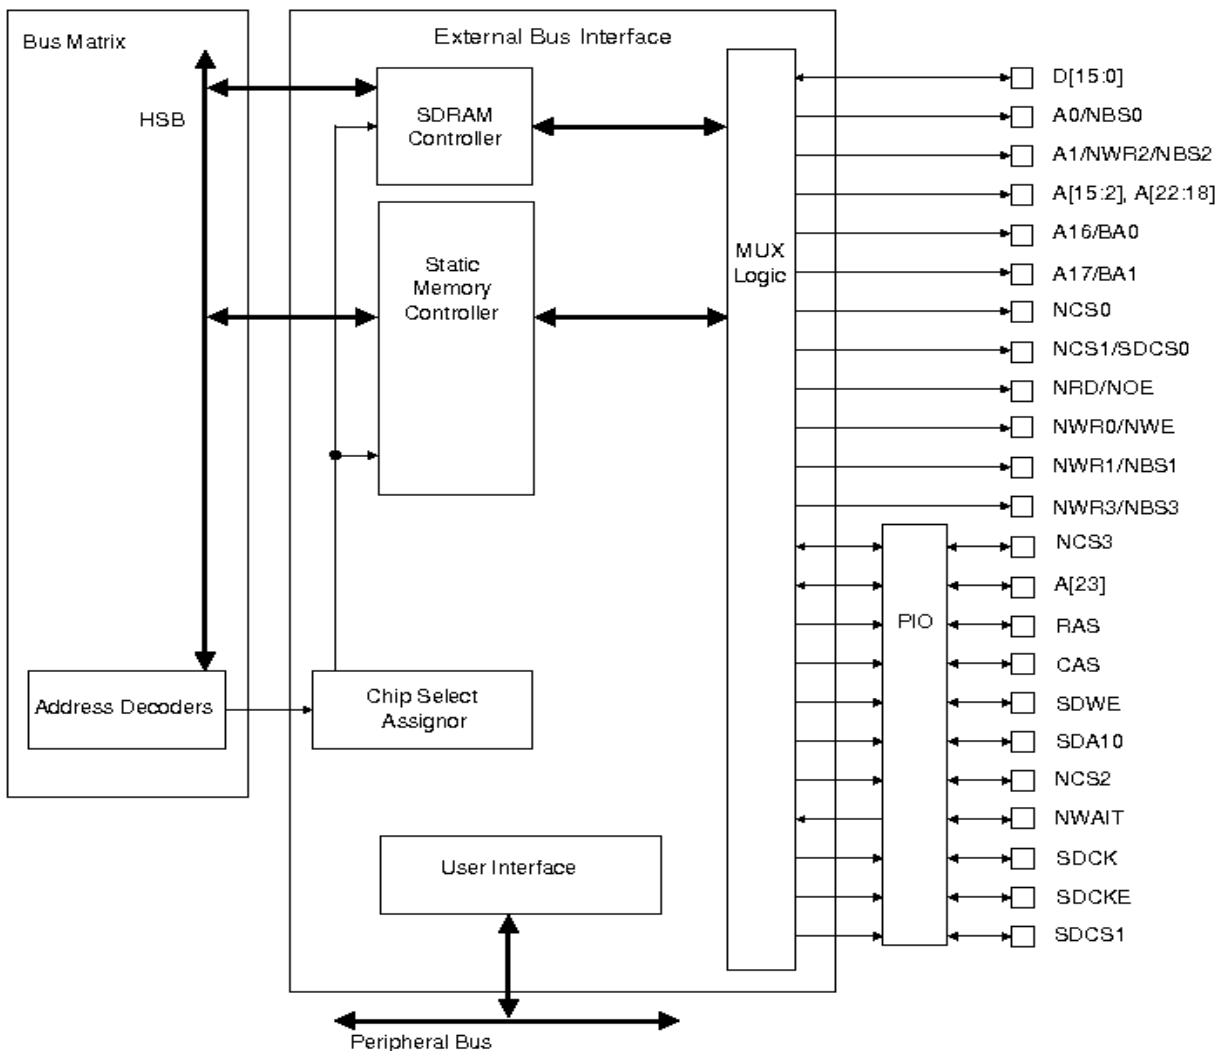 External Bus Interface
Bus Matrix
HSB
SDRAM
Controller
Static
Memory
Controller
MUX
Logic
Address Decoders
Chip Select
Assignor
User Interface
Peripheral Bus
PIO
D[15:0]
A0/NBS0
A1/NWR2/NBS2
A[15:2], A[22:18]
A16/BA0
A17/BA1
NCS0
NCS1/SDCS0
NRD/NOE
NWR0/NWE
NWR1/NBS1
NWR3/NBS3
NCS3
A[23]
RAS
CAS
SDWE
SDA10
NCS2
NWAIT
SDCK
SDCKE
SDCS1